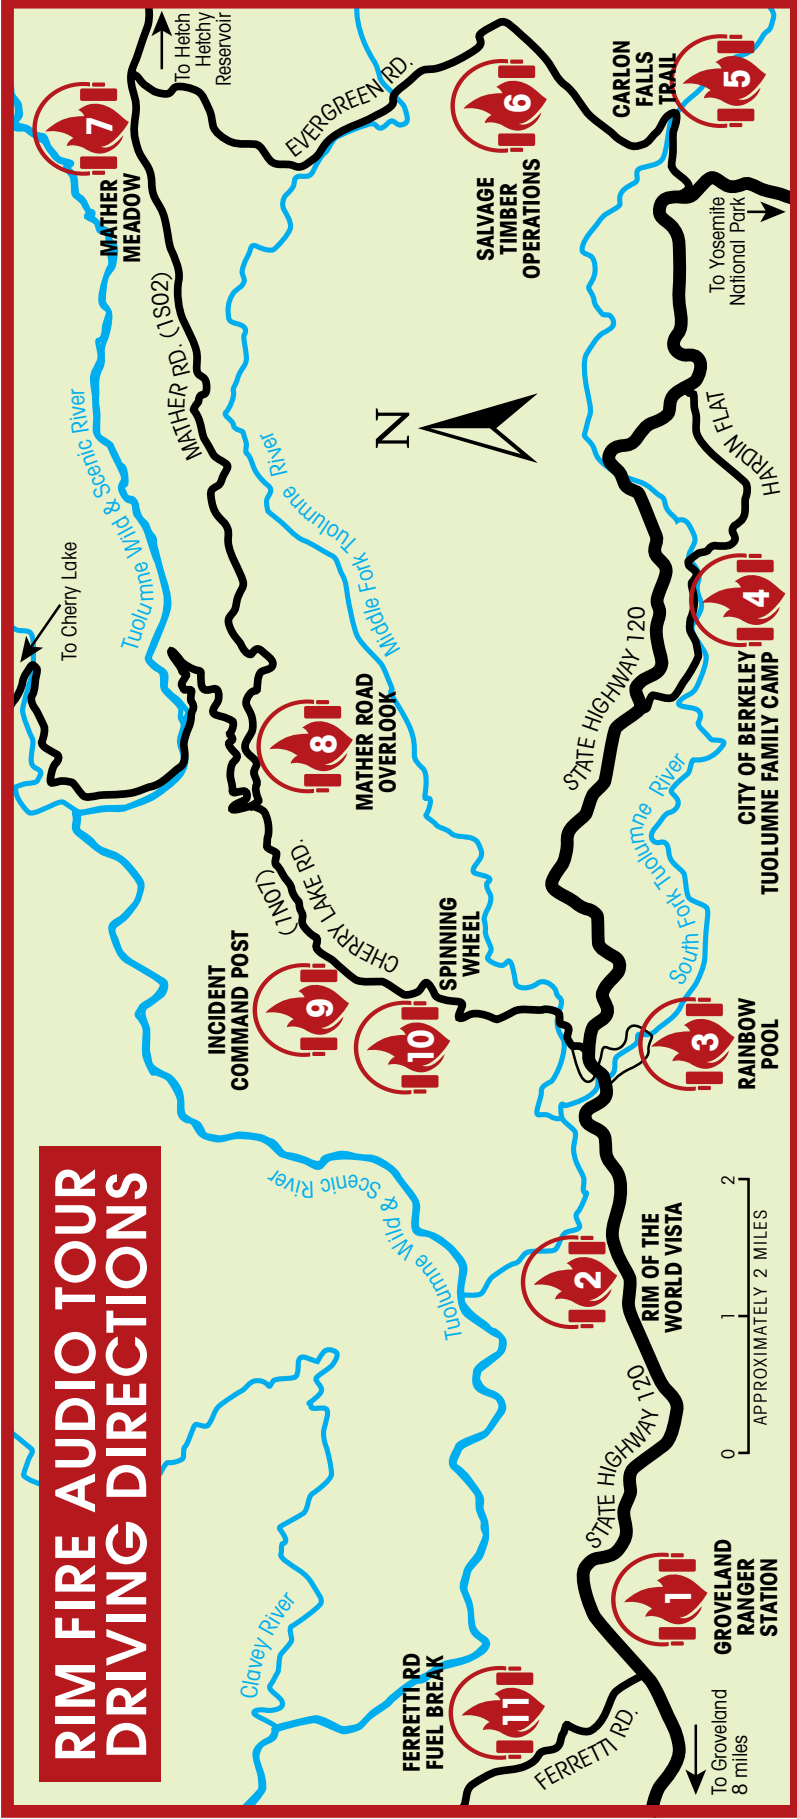 RIM FIRE AUDIO TOUR
DRIVING DIRECTIONS
Clavey River
Tuolumne Wild & Scenic River
To Cherry Lake
Tuolumne Wild & Scenic River
MATHER RD. (1S02)
7
MATHER
MEADOW
To Hetch
Hetchy
Reservoir
EVERGREEN RD.
INCIDENT
COMMAND POST
9
10
(1N07)
CHERRY LAKE RD.
8
MATHER ROAD
OVERLOOK
Middle Fork Tuolumne River
N
6
SALVAGE
TIMBER
OPERATIONS
SPINNING
WHEEL
FERRETTI RD
FUEL BREAK
11
FERRETTI RD.
STATE HIGHWAY 120
2
RIM OF THE
WORLD VISTA
STATE HIGHWAY 120
CARLON
FALLS
TRAIL
5
1
GROVELAND
RANGER
STATION
To Groveland
8 miles
0 1 2
APPROXIMATELY 2 MILES
3
RAINBOW
POOL
South Fork Tuolumne River
4
CITY OF BERKELEY
TUOLUMNE FAMILY CAMP
HARDIN FLAT
To Yosemite
National Park